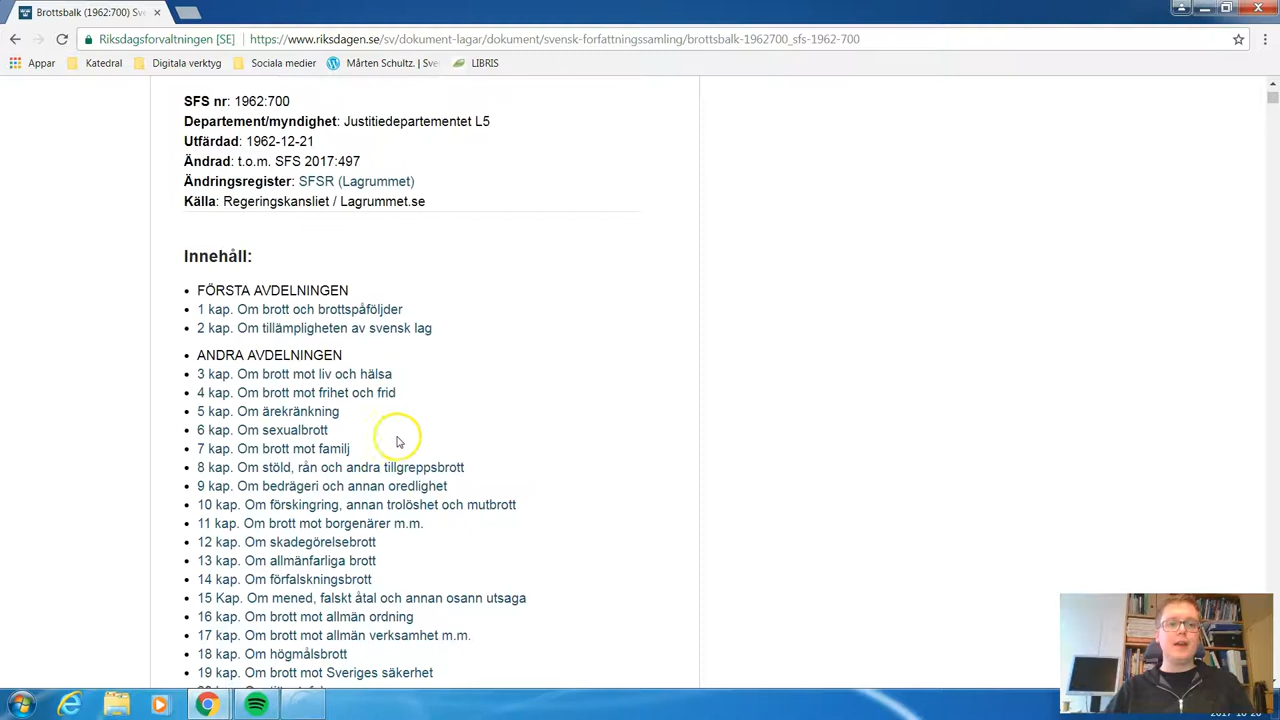 Brottsbalk (1962:700) Sve
Riksdagsforvaltningen [SE]
https://www.riksdagen.se/sv/dokument-lagar/dokument/svensk-forfattningssamling/brottsbalk-1962700_sfs-1962-700
Appar
Katedral
Digitala verktyg
Sociala medier
Mårten Schultz. | Sve
LIBRIS
SFS nr: 1962:700
Departement/myndighet: Justitiedepartementet L5
Utfärdad: 1962-12-21
Ändrad: t.o.m. SFS 2017:497
Ändringsregister: SFSR (Lagrummet)
Källa: Regeringskansliet / Lagrummet.se
Innehåll:
FÖRSTA AVDELNINGEN
1 kap. Om brott och brottspåföljder
2 kap. Om tillämpligheten av svensk lag
ANDRA AVDELNINGEN
3 kap. Om brott mot liv och hälsa
4 kap. Om brott mot frihet och frid
5 kap. Om ärekränkning
6 kap. Om sexualbrott
7 kap. Om brott mot familj
8 kap. Om stöld, rån och andra tillgreppsbrott
9 kap. Om bedrägeri och annan oredlighet
10 kap. Om förskingring, annan trolöshet och mutbrott
11 kap. Om brott mot borgenärer m.m.
12 kap. Om skadegörelsebrott
13 kap. Om allmänfarliga brott
14 kap. Om förfalskningsbrott
15 Kap. Om mened, falskt åtal och annan osann utsaga
16 kap. Om brott mot allmän ordning
17 kap. Om brott mot allmän verksamhet m.m.
18 kap. Om högmålsbrott
19 kap. Om brott mot Sveriges säkerhet